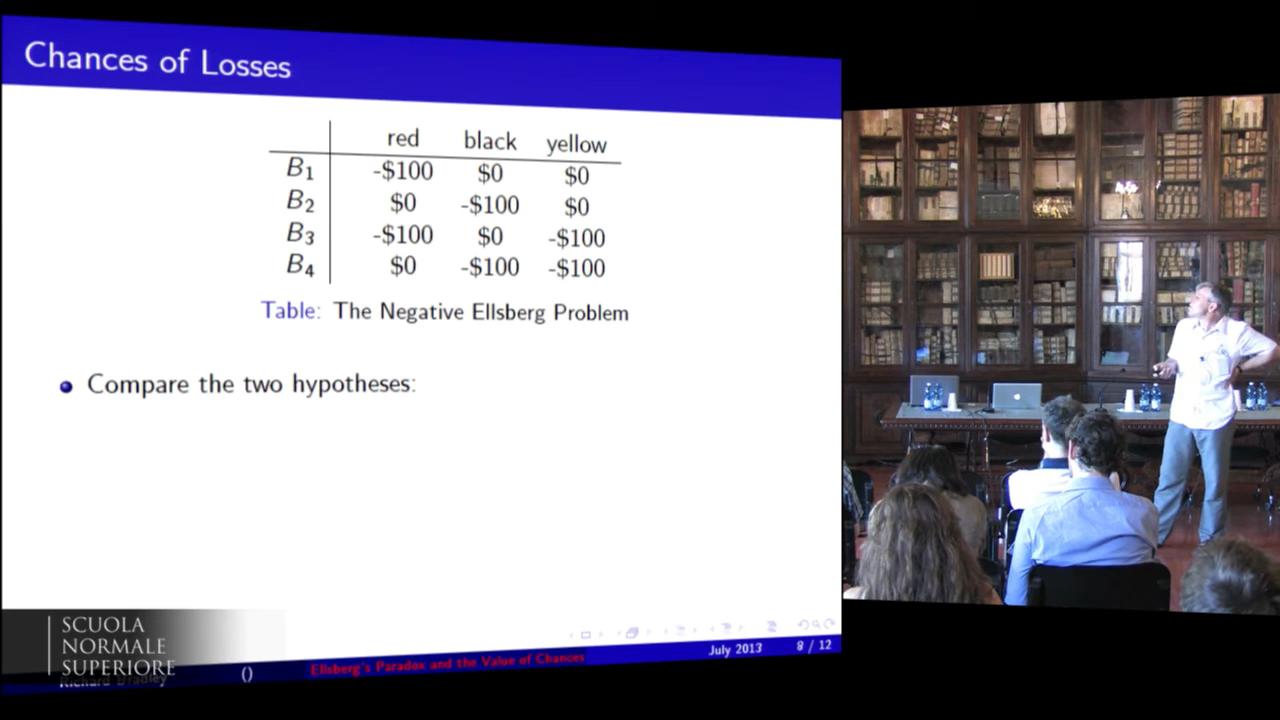 Chances of Losses
red black yellow
B1 -$100 $0 $0
B2 $0 -$100 $0
B3 -$100 $0 -$100
B4 $0 -$100 -$100
Table: The Negative Ellsberg Problem
Compare the two hypotheses:
SCUOLA
NORMALE
SUPERIORE
Richard Bradley () Ellsberg's Paradox and the Value of Chances July 2013 8 / 12